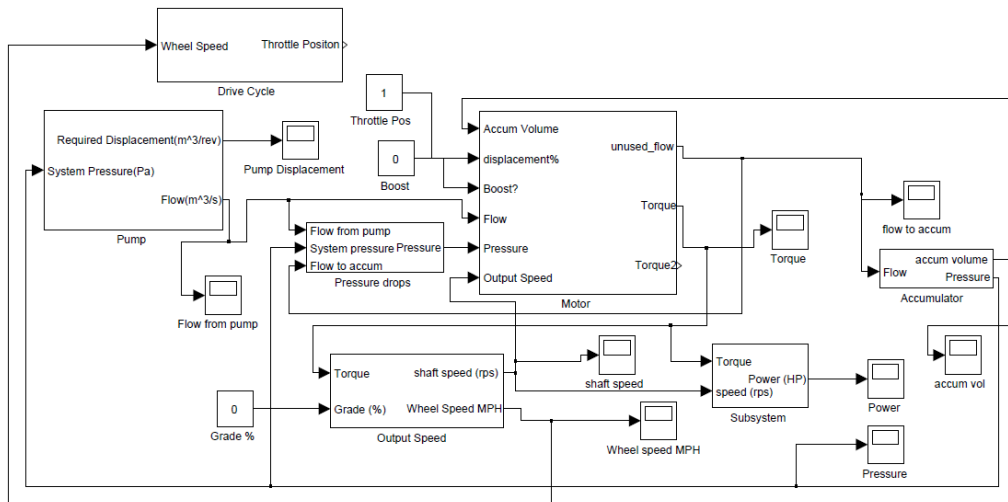 Wheel Speed
Throttle Positon
Drive Cycle
1
Throttle Pos
0
Boost
Required Displacement(m^3/rev)
System Pressure(Pa)
Flow(m^3/s)
Pump
Pump Displacement
Accum Volume
displacement%
Boost?
Flow
Pressure
Output Speed
unused_flow
Torque
Torque2
Motor
Torque
flow to accum
Flow from pump
System pressure
Flow to accum
Pressure
Pressure drops
Flow from pump
Flow
accum volume
Pressure
Accumulator
accum vol
0
Grade %
Torque
Grade (%)
shaft speed (rps)
Wheel Speed MPH
Output Speed
shaft speed
Wheel speed MPH
Torque
speed (rps)
Power (HP)
Subsystem
Power
Pressure